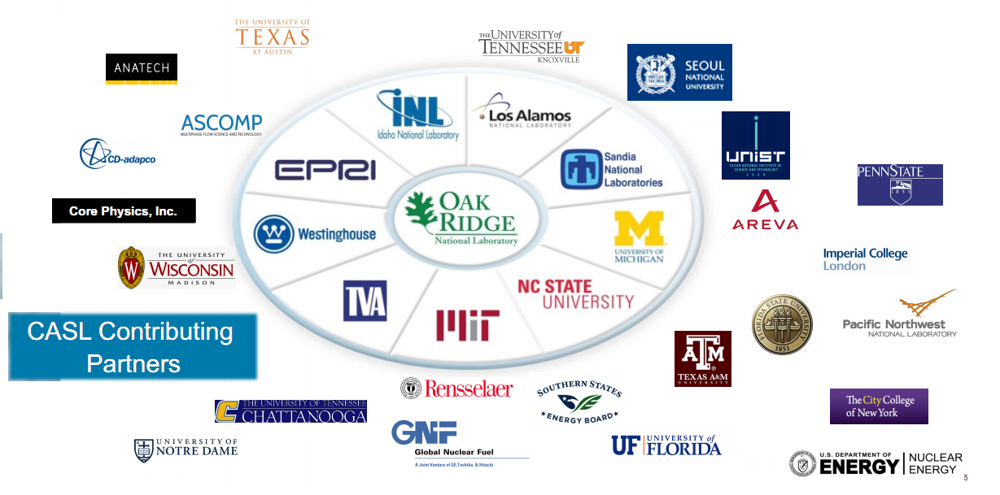 THE UNIVERSITY OF
TEXAS
AT AUSTIN
THE UNIVERSITY of
TENNESSEE UT
KNOXVILLE
SEOUL
NATIONAL
UNIVERSITY
ANATECH
ASCOMP
MULTIPHASE FLOW SCIENCE AND TECHNOLOGY
INL
Idaho National Laboratory
Los Alamos
NATIONAL LABORATORY
UNIST
ULSAN NATIONAL INSTITUTE OF
SCIENCE AND TECHNOLOGY
2009
CD-adapco
EPRI
Sandia
National
Laboratories
PENNSTATE
1855
Core Physics, Inc.
OAK
RIDGE
National Laboratory
AREVA
W
Westinghouse
M
UNIVERSITY OF
MICHIGAN
Imperial College
London
W
THE UNIVERSITY
of
WISCONSIN
MADISON
TVA
MIT
NC STATE
UNIVERSITY
FLORIDA STATE UNIVERSITY
1851
Pacific Northwest
NATIONAL LABORATORY
CASL Contributing
Partners
ATM
TEXAS A&M
UNIVERSITY
Rensselaer
SOUTHERN STATES
ENERGY BOARD
C
THE UNIVERSITY of TENNESSEE
CHATTANOOGA
The City College
of New York
GNF
Global Nuclear Fuel
A Joint Venture of GE, Toshiba, & Hitachi
UNIVERSITY OF
NOTRE DAME
UF
UNIVERSITY of
FLORIDA
U.S. DEPARTMENT OF
ENERGY
NUCLEAR
ENERGY
5